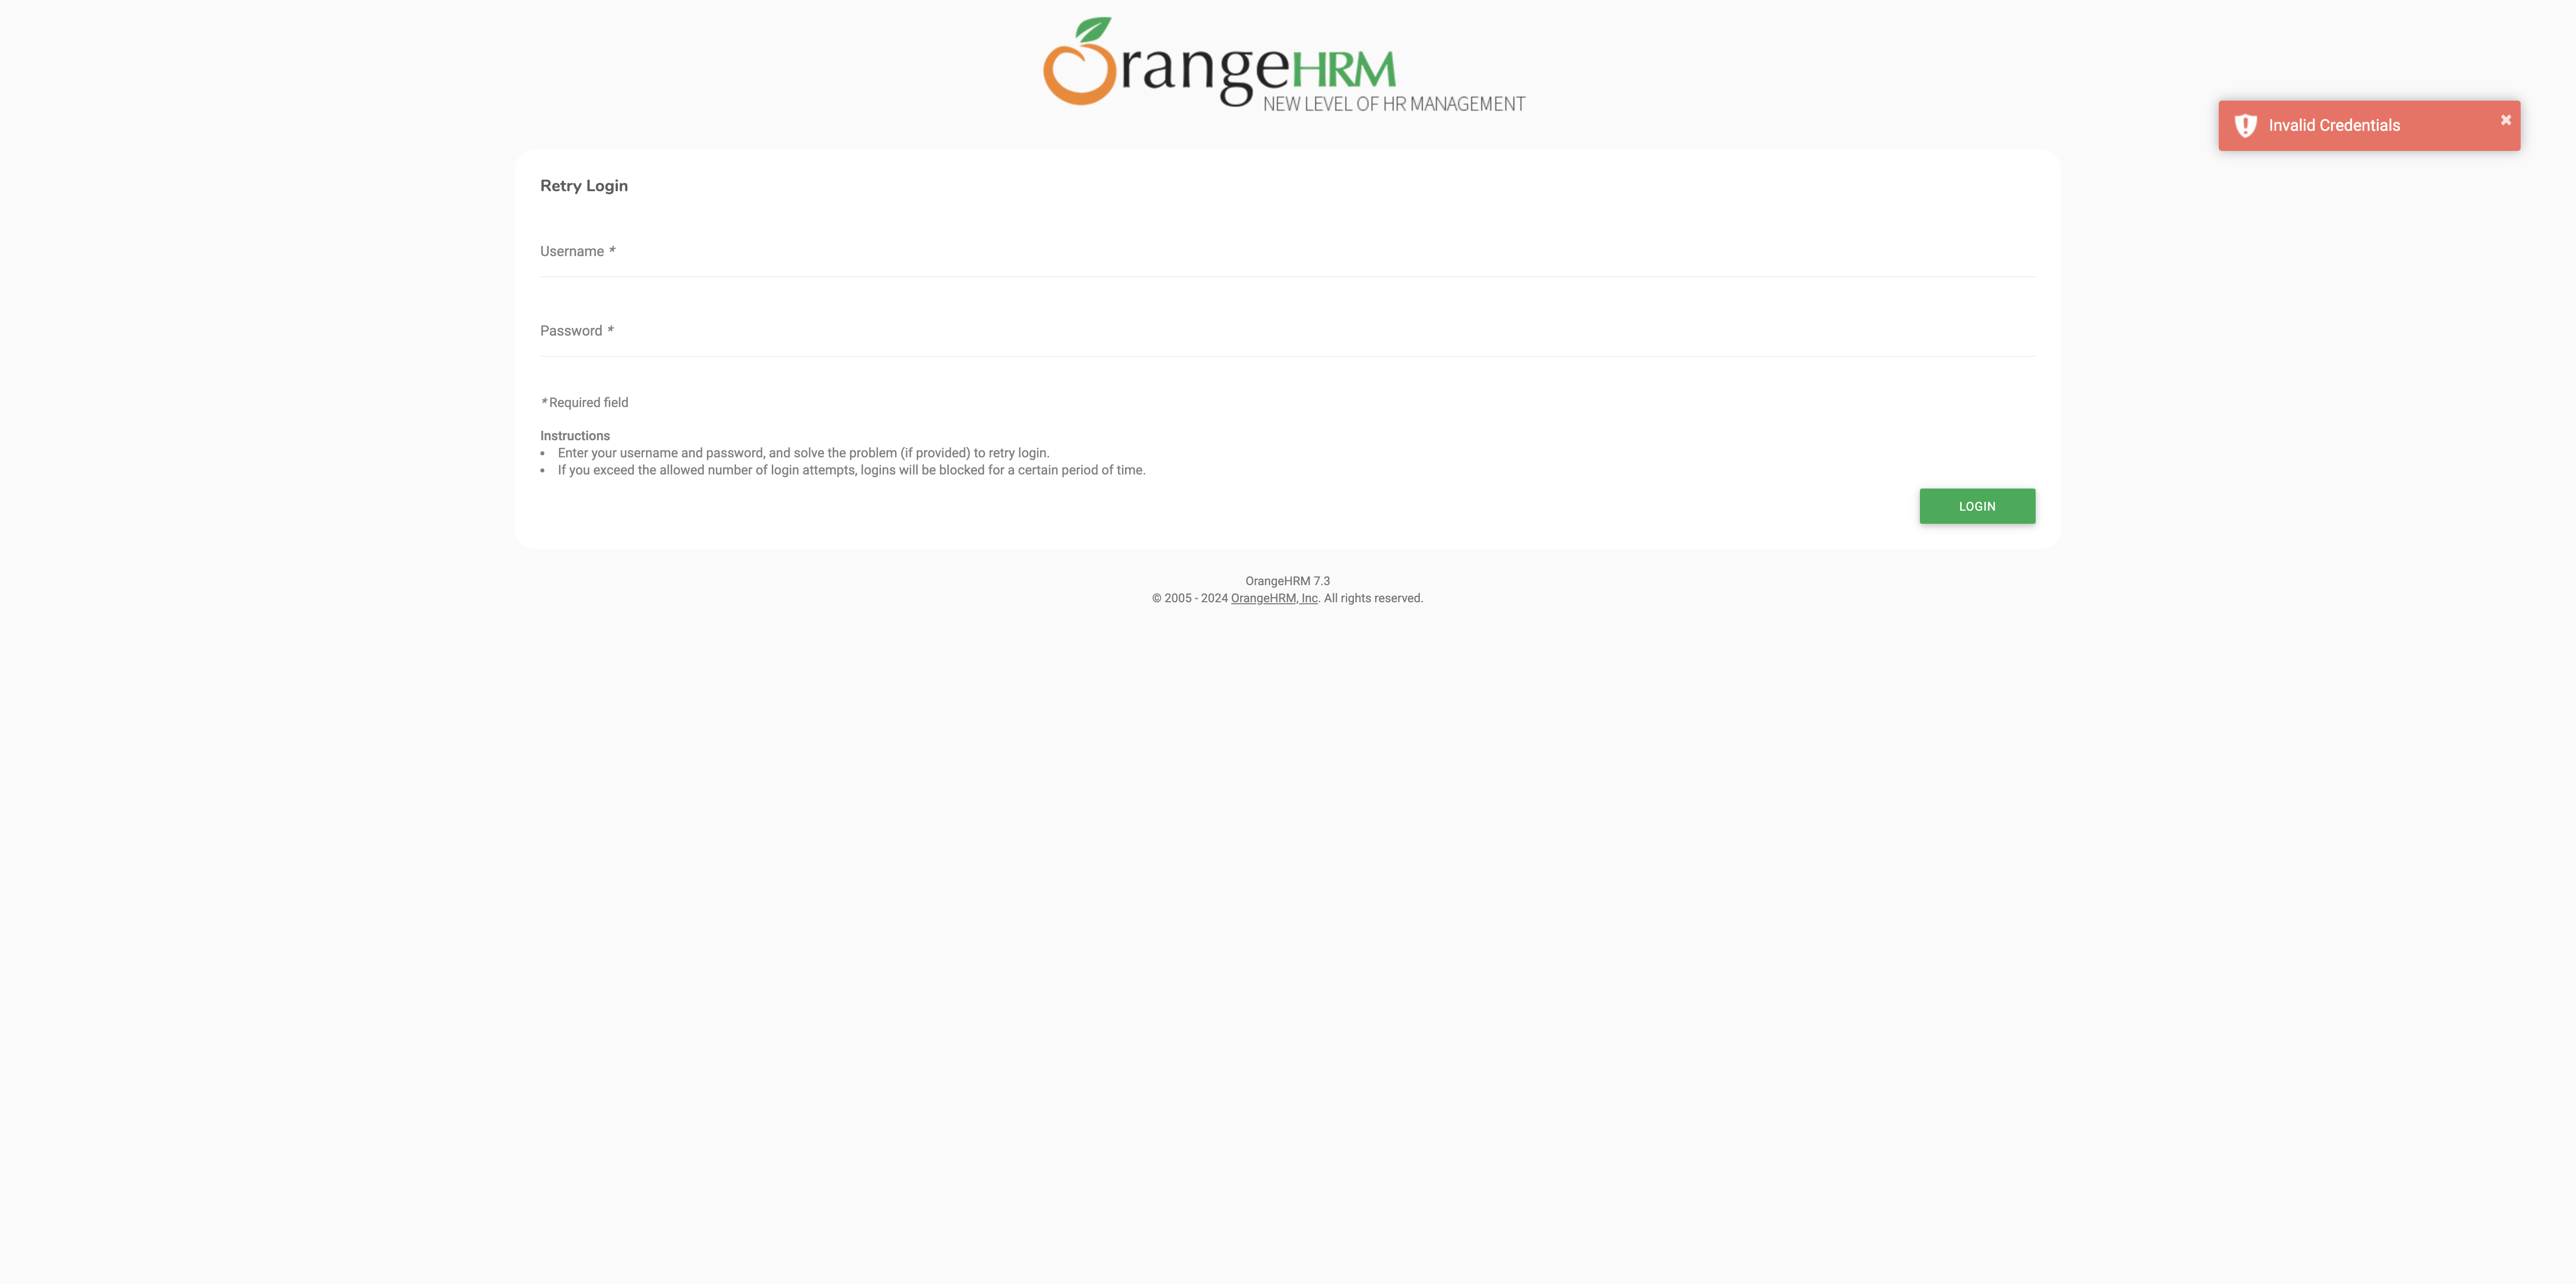 OrangeHRM
NEW LEVEL OF HR MANAGEMENT
Invalid Credentials
Retry Login
Username *
Password *
* Required field
Instructions
• Enter your username and password, and solve the problem (if provided) to retry login.
• If you exceed the allowed number of login attempts, logins will be blocked for a certain period of time.
LOGIN
OrangeHRM 7.3
© 2005 - 2024 OrangeHRM, Inc. All rights reserved.